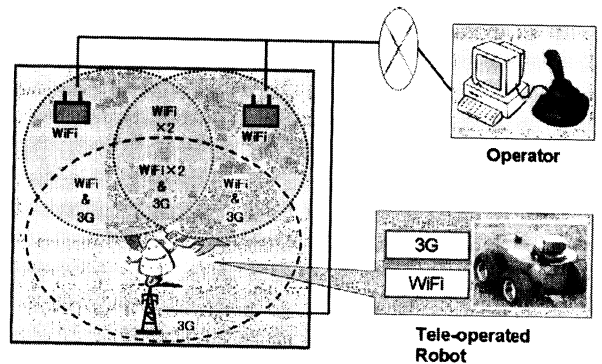 WiFi
WiFi
×2
WiFi
WiFi×2
&
3G
WiFi
&
3G
WiFi
&
3G
3G
Operator
3G
WiFi
Tele-operated
Robot